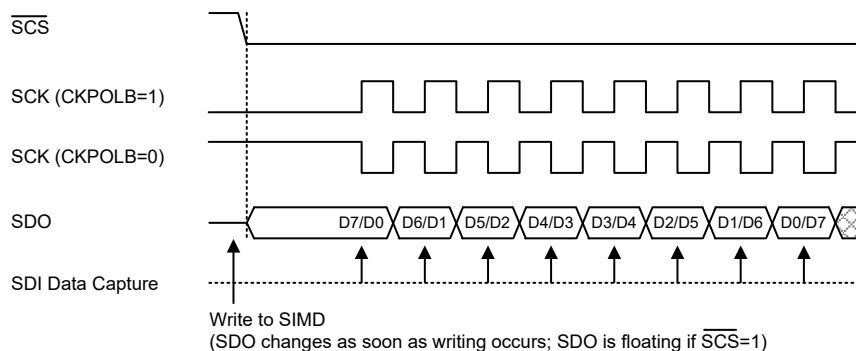 SCS
SCK (CKPOLB=1)
SCK (CKPOLB=0)
SDO D7/D0 D6/D1 D5/D2 D4/D3 D3/D4 D2/D5 D1/D6 D0/D7
SDI Data Capture
Write to SIMD
(SDO changes as soon as writing occurs; SDO is floating if SCS=1)